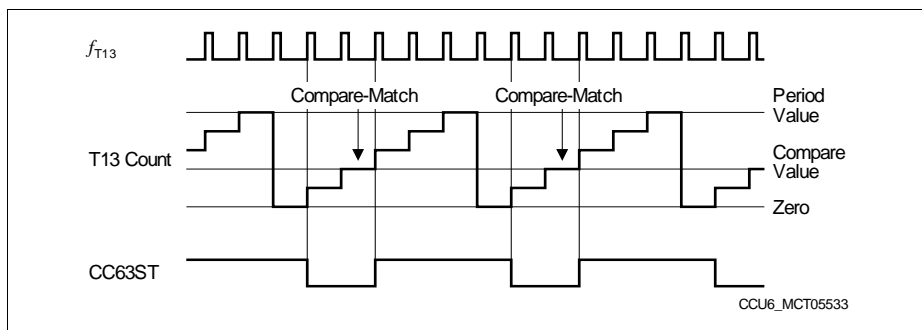 fT13
Compare-Match
Compare-Match
Period
Value
T13 Count
Compare
Value
Zero
CC63ST
CCU6_MCT05533